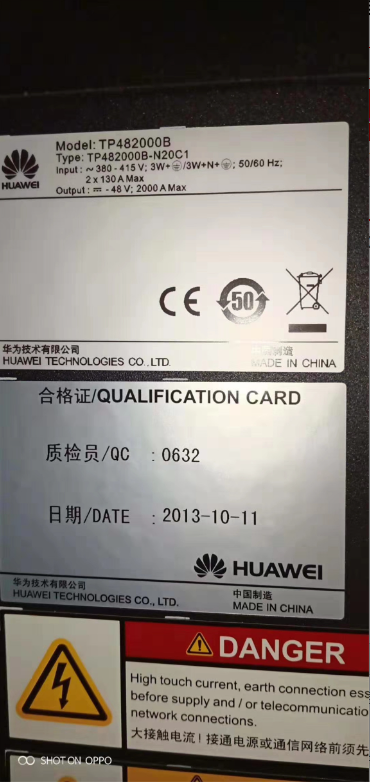 HUAWEI
Model: TP482000B
Type: TP482000B-N20C1
Input: ~ 380 - 415 V; 3W+⏚/3W+N+⏚; 50/60 Hz;
2 x 130 A Max
Output: ⎓ - 48 V; 2000 A Max
CE 50
华为技术有限公司
HUAWEI TECHNOLOGIES CO.,LTD.
制造
MADE IN CHINA
合格证/QUALIFICATION CARD
质检员/QC : 0632
日期/DATE : 2013-10-11
HUAWEI
华为技术有限公司
HUAWEI TECHNOLOGIES CO., LTD.
中国制造
MADE IN CHINA
DANGER
High touch current, earth connection ess
before supply and / or telecommunicatio
network connections.
大接触电流！接通电源或通信网络前须先
SHOT ON OPPO